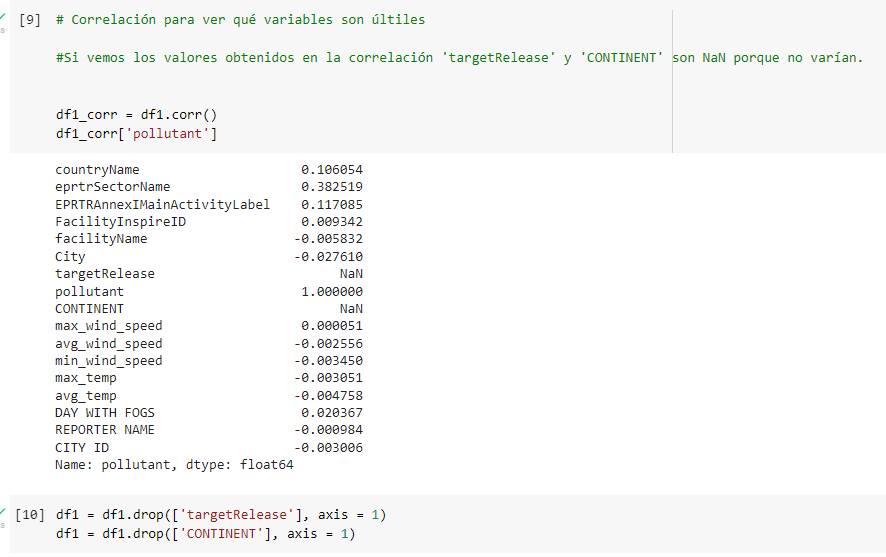 [9] # Correlación para ver qué variables son últiles
#Si vemos los valores obtenidos en la correlación 'targetRelease' y 'CONTINENT' son NaN porque no varían.
df1_corr = df1.corr()
df1_corr['pollutant']
countryName 0.106054
eprtrSectorName 0.382519
EPRTRAnnexIMainActivityLabel 0.117085
FacilityInspireID 0.009342
facilityName -0.005832
City -0.027610
targetRelease NaN
pollutant 1.000000
CONTINENT NaN
max_wind_speed 0.000051
avg_wind_speed -0.002556
min_wind_speed -0.003450
max_temp -0.003051
avg_temp -0.004758
DAY WITH FOGS 0.020367
REPORTER NAME -0.000984
CITY ID -0.003006
Name: pollutant, dtype: float64
[10] df1 = df1.drop(['targetRelease'], axis = 1)
df1 = df1.drop(['CONTINENT'], axis = 1)